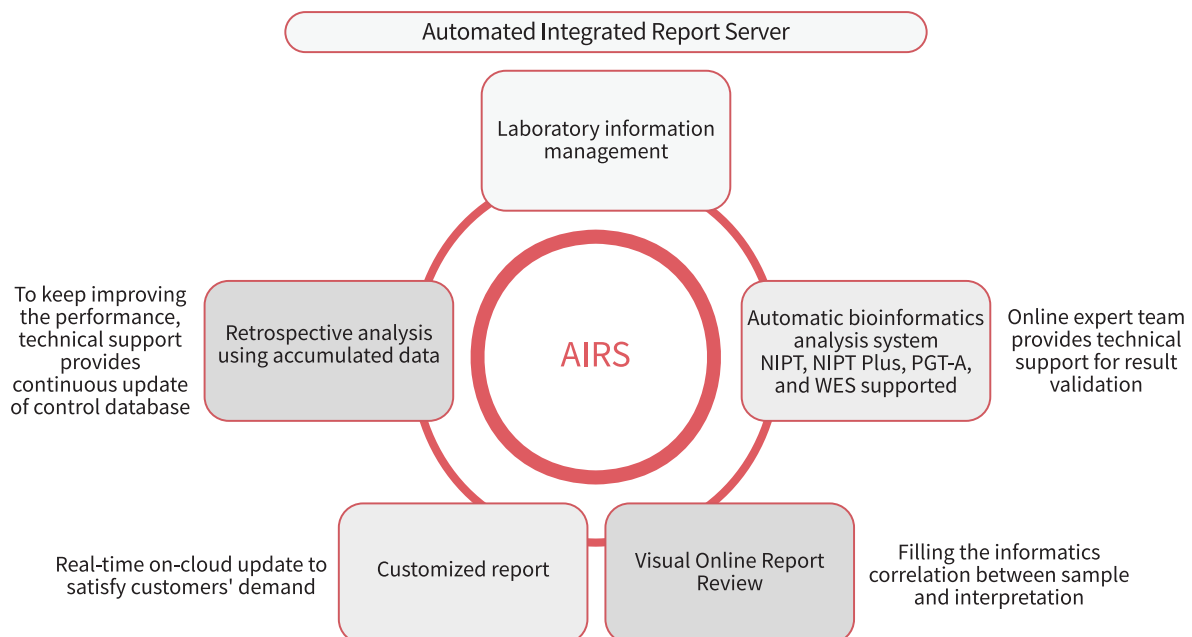 Automated Integrated Report Server
Laboratory information
management
To keep improving
the performance,
technical support
provides
continuous update
of control database
Retrospective analysis
using accumulated data
AIRS
Automatic bioinformatics
analysis system
NIPT, NIPT Plus, PGT-A,
and WES supported
Online expert team
provides technical
support for result
validation
Real-time on-cloud update to
satisfy customers' demand
Customized report
Visual Online Report
Review
Filling the informatics
correlation between sample
and interpretation